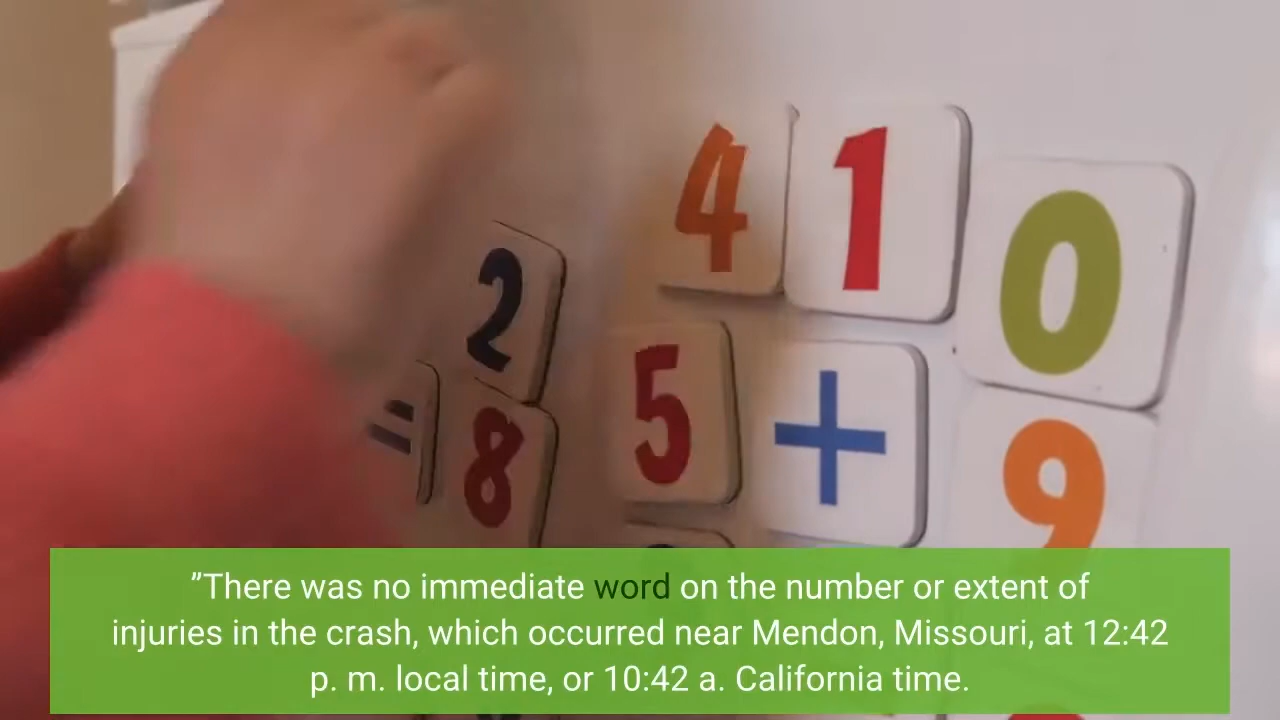 4 1 0
2
5 +
= 8
9
”There was no immediate word on the number or extent of
injuries in the crash, which occurred near Mendon, Missouri, at 12:42
p. m. local time, or 10:42 a. California time.